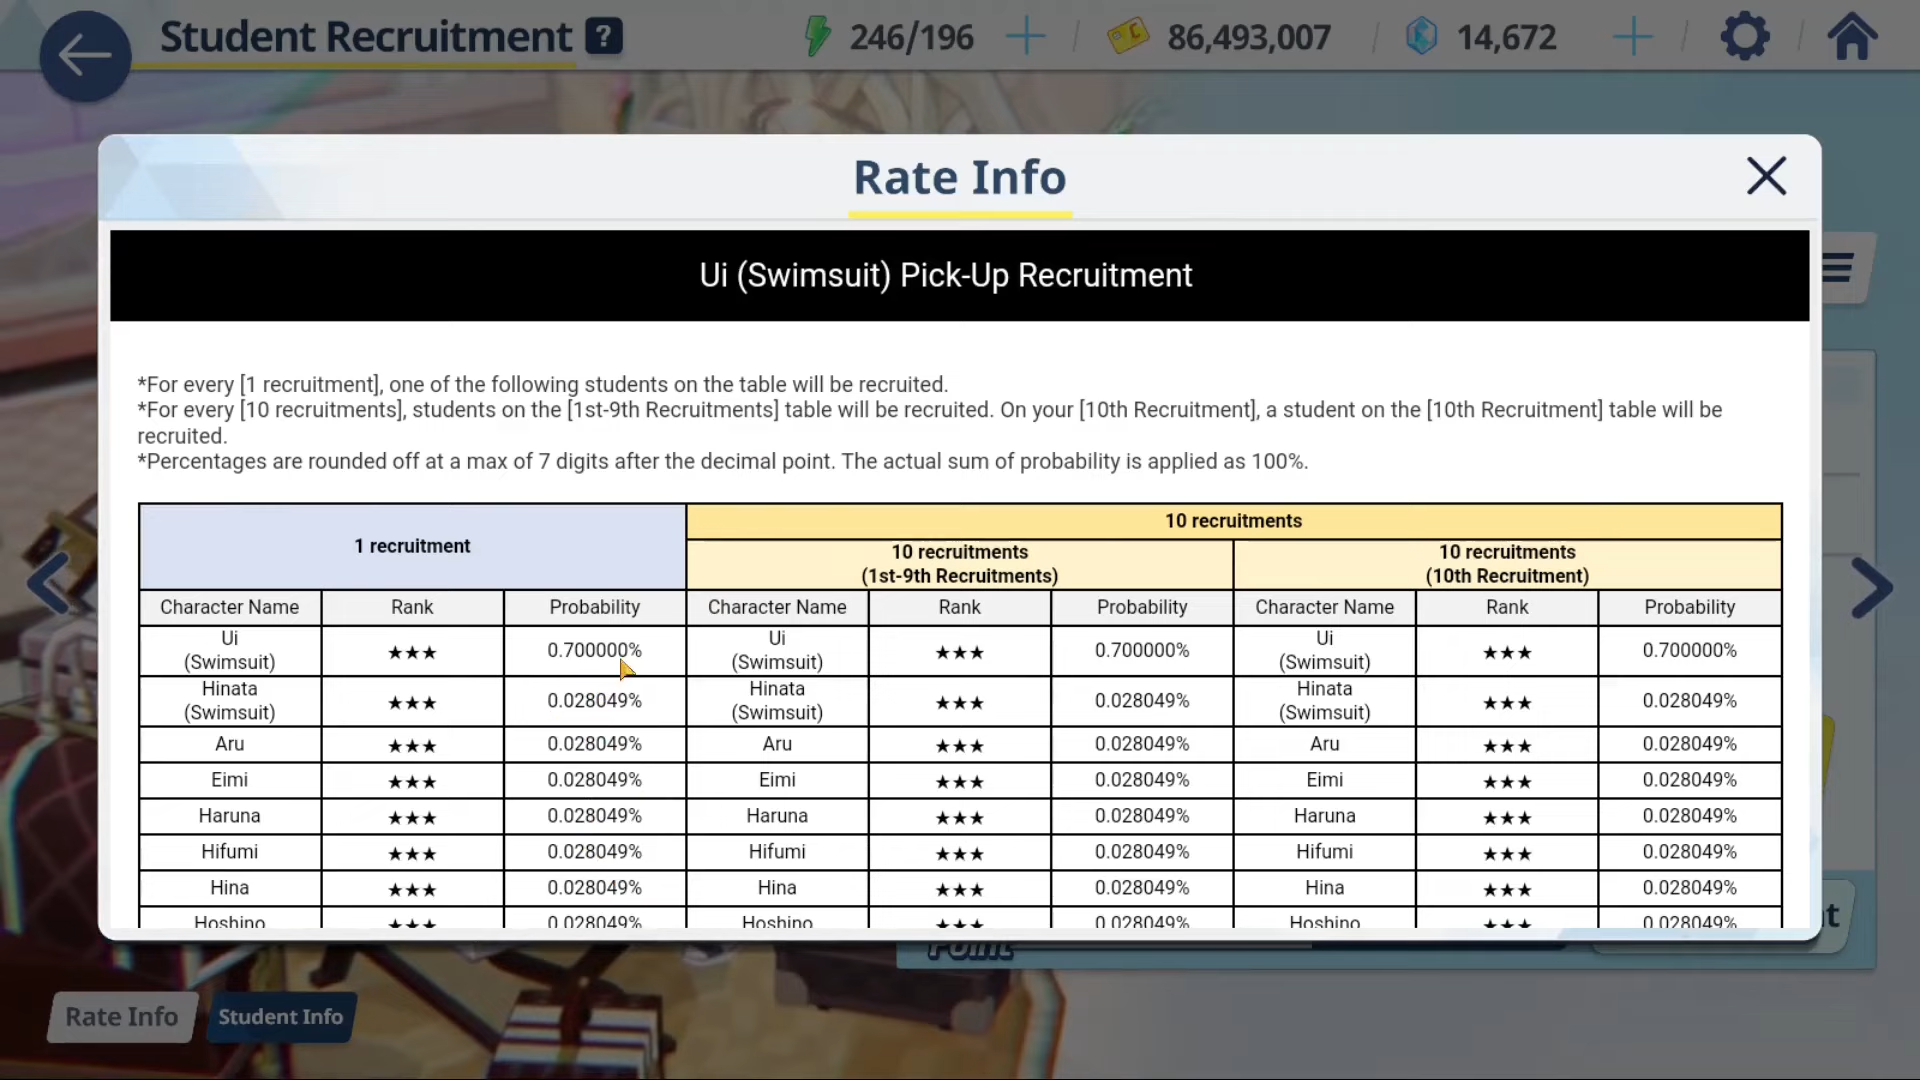 Student Recruitment ?
246/196
86,493,007
14,672
Rate Info
Ui (Swimsuit) Pick-Up Recruitment
*For every [1 recruitment], one of the following students on the table will be recruited.
*For every [10 recruitments], students on the [1st-9th Recruitments] table will be recruited. On your [10th Recruitment], a student on the [10th Recruitment] table will be
recruited.
*Percentages are rounded off at a max of 7 digits after the decimal point. The actual sum of probability is applied as 100%.
1 recruitment
10 recruitments
10 recruitments
(1st-9th Recruitments)
10 recruitments
(10th Recruitment)
Character Name Rank Probability Character Name Rank Probability Character Name Rank Probability
Ui
(Swimsuit) ★★★ 0.700000% Ui
(Swimsuit) ★★★ 0.700000% Ui
(Swimsuit) ★★★ 0.700000%
Hinata
(Swimsuit) ★★★ 0.028049% Hinata
(Swimsuit) ★★★ 0.028049% Hinata
(Swimsuit) ★★★ 0.028049%
Aru ★★★ 0.028049% Aru ★★★ 0.028049% Aru ★★★ 0.028049%
Eimi ★★★ 0.028049% Eimi ★★★ 0.028049% Eimi ★★★ 0.028049%
Haruna ★★★ 0.028049% Haruna ★★★ 0.028049% Haruna ★★★ 0.028049%
Hifumi ★★★ 0.028049% Hifumi ★★★ 0.028049% Hifumi ★★★ 0.028049%
Hina ★★★ 0.028049% Hina ★★★ 0.028049% Hina ★★★ 0.028049%
Hoshino ★★★ 0.028049% Hoshino ★★★ 0.028049% Hoshino ★★★ 0.028049%
Point
Rate Info
Student Info